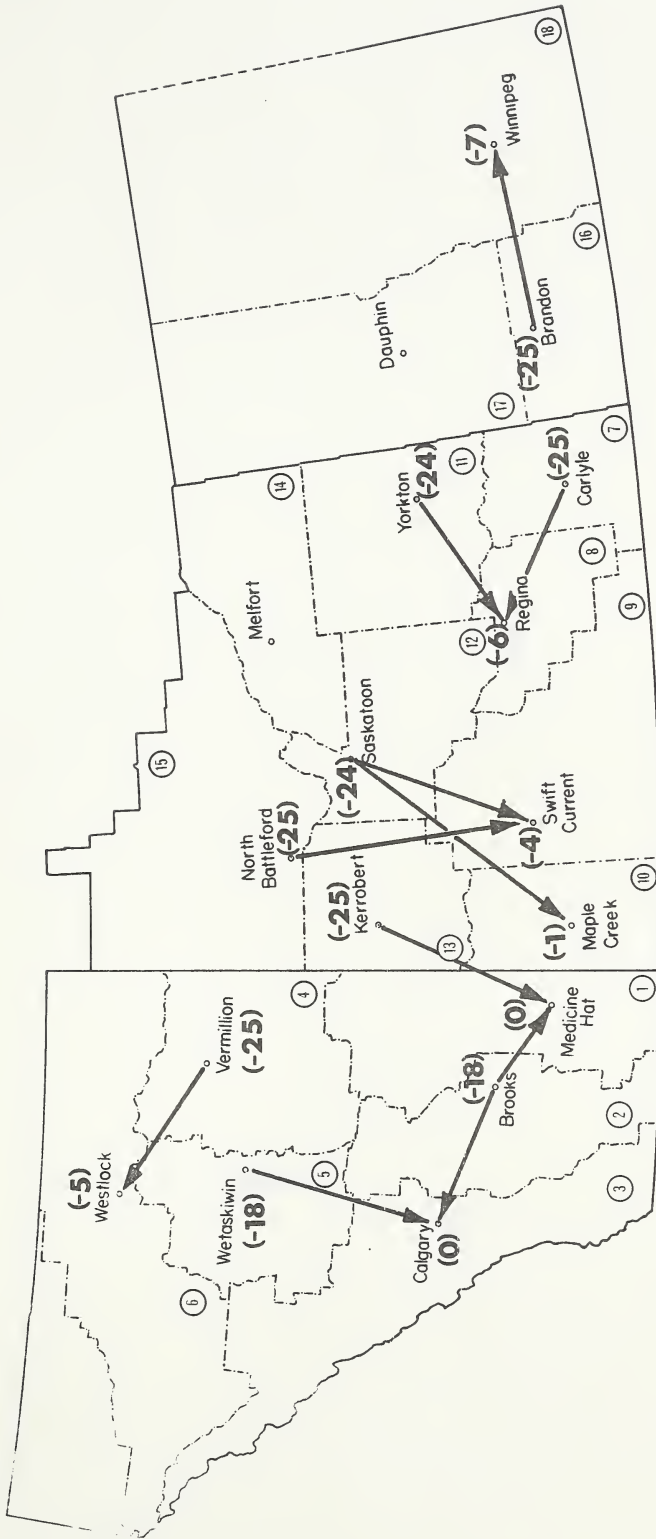 (-5)
Westlock
Vermillion
(-25)
Wetaskiwin
(-18)
Calgary
(0)
(-18)
Brooks
(0)
Medicine
Hat
North
Battleford
(-25)
(-25)
Kerrobert
(-24)
Saskatoon
(-1)
Maple
Creek
(-4)
Swift
Current
Melfort
Yorkton
(-24)
(-6)
Regina
(-25)
Carlyle
Dauphin
(-25)
Brandon
(-7)
Winnipeg
1
2
3
4
5
6
7
8
9
10
11
12
13
14
15
16
17
18